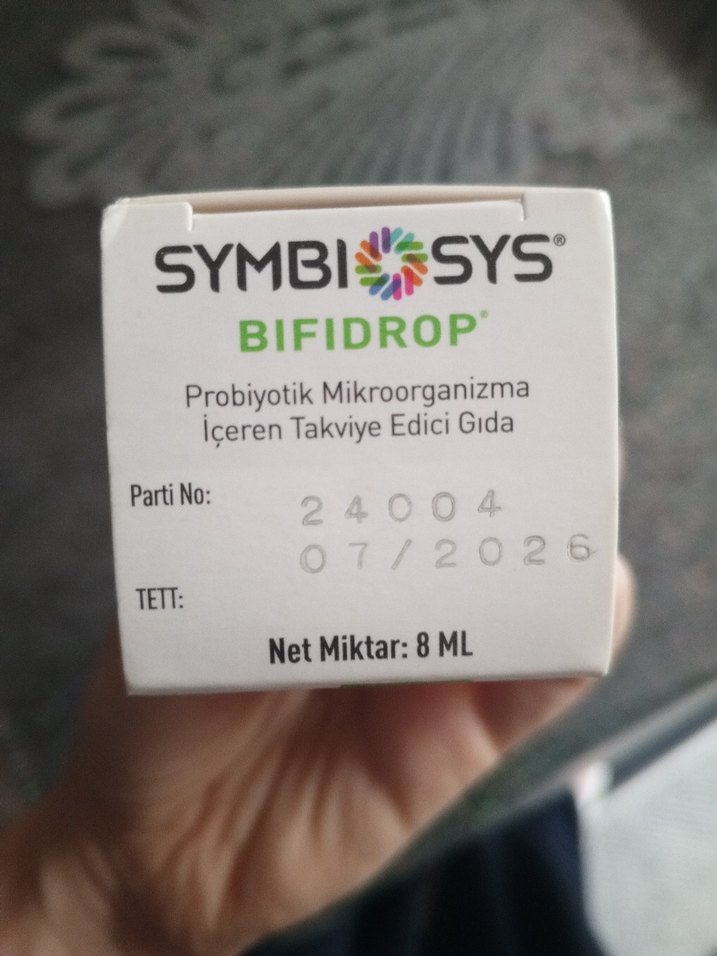 SYMBIOSYS®
BIFIDROP®
Probiyotik Mikroorganizma
İçeren Takviye Edici Gıda
Parti No:
24004
07/2026
TETT:
Net Miktar: 8 ML